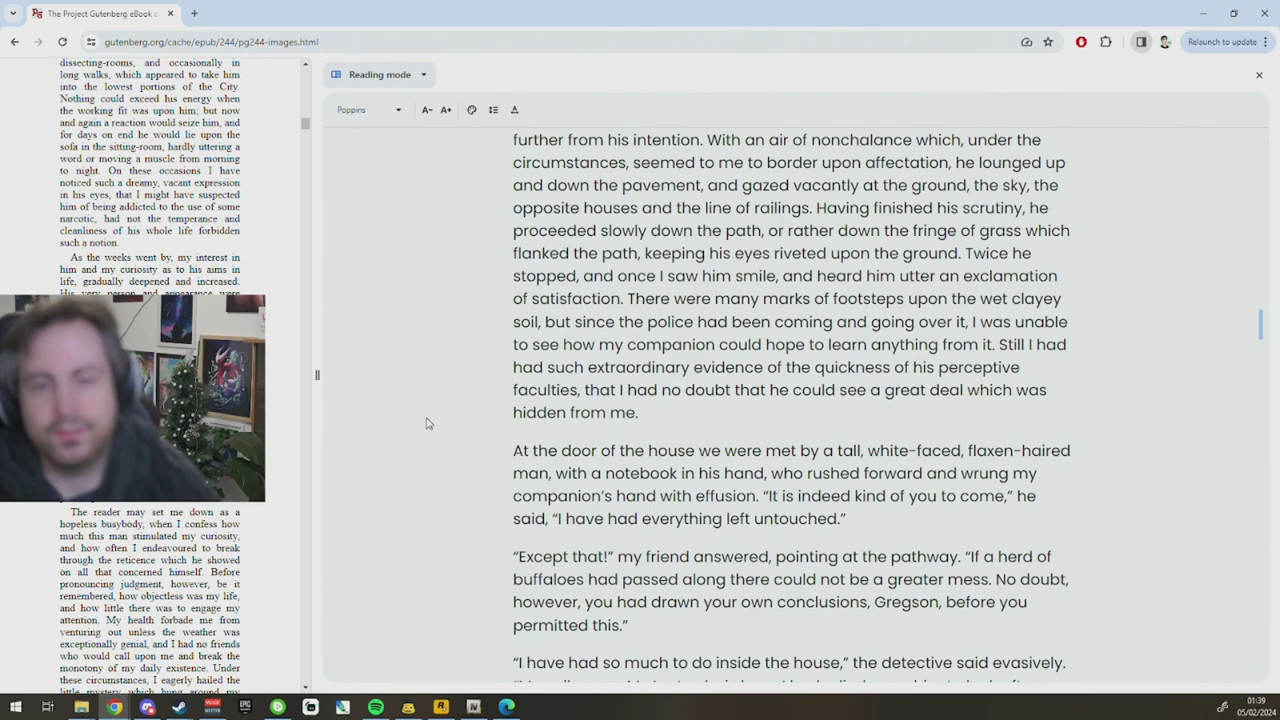 The Project Gutenberg eBook o
gutenberg.org/cache/epub/244/pg244-images.html
Relaunch to update
dissecting-rooms, and occasionally in
long walks, which appeared to take him
into the lowest portions of the City.
Nothing could exceed his energy when
the working fit was upon him; but now
and again a reaction would seize him, and
for days on end he would lie upon the
sofa in the sitting-room, hardly uttering a
word or moving a muscle from morning
to night. On these occasions I have
noticed such a dreamy, vacant expression
in his eyes, that I might have suspected
him of being addicted to the use of some
narcotic, had not the temperance and
cleanliness of his whole life forbidden
such a notion.
As the weeks went by, my interest in
him and my curiosity as to his aims in
life, gradually deepened and increased.
His very person and appearance were
The reader may set me down as a
hopeless busybody, when I confess how
much this man stimulated my curiosity,
and how often I endeavoured to break
through the reticence which he showed
on all that concerned himself. Before
pronouncing judgment, however, be it
remembered, how objectless was my life,
and how little there was to engage my
attention. My health forbade me from
venturing out unless the weather was
exceptionally genial, and I had no friends
who would call upon me and break the
monotony of my daily existence. Under
these circumstances, I eagerly hailed the
little mystery which hung around my
Reading mode
Poppins
A- A+
further from his intention. With an air of nonchalance which, under the
circumstances, seemed to me to border upon affectation, he lounged up
and down the pavement, and gazed vacantly at the ground, the sky, the
opposite houses and the line of railings. Having finished his scrutiny, he
proceeded slowly down the path, or rather down the fringe of grass which
flanked the path, keeping his eyes riveted upon the ground. Twice he
stopped, and once I saw him smile, and heard him utter an exclamation
of satisfaction. There were many marks of footsteps upon the wet clayey
soil, but since the police had been coming and going over it, I was unable
to see how my companion could hope to learn anything from it. Still I had
had such extraordinary evidence of the quickness of his perceptive
faculties, that I had no doubt that he could see a great deal which was
hidden from me.
At the door of the house we were met by a tall, white-faced, flaxen-haired
man, with a notebook in his hand, who rushed forward and wrung my
companion’s hand with effusion. “It is indeed kind of you to come,” he
said, “I have had everything left untouched.”
“Except that!” my friend answered, pointing at the pathway. “If a herd of
buffaloes had passed along there could not be a greater mess. No doubt,
however, you had drawn your own conclusions, Gregson, before you
permitted this.”
“I have had so much to do inside the house,” the detective said evasively.
01:39
05/02/2024